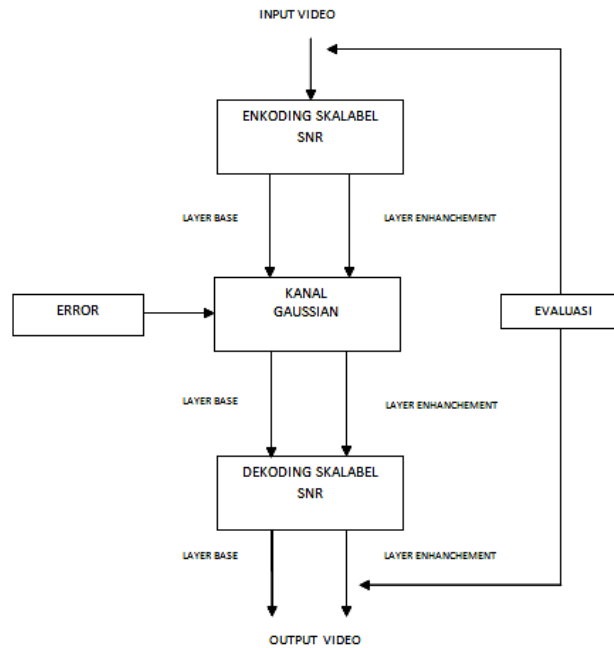 INPUT VIDEO
ENKODING SKALABEL
SNR
LAYER BASE
LAYER ENHANCHEMENT
KANAL
GAUSSIAN
ERROR
EVALUASI
LAYER BASE
LAYER ENHANCHEMENT
DEKODING SKALABEL
SNR
LAYER BASE
LAYER ENHANCHEMENT
OUTPUT VIDEO